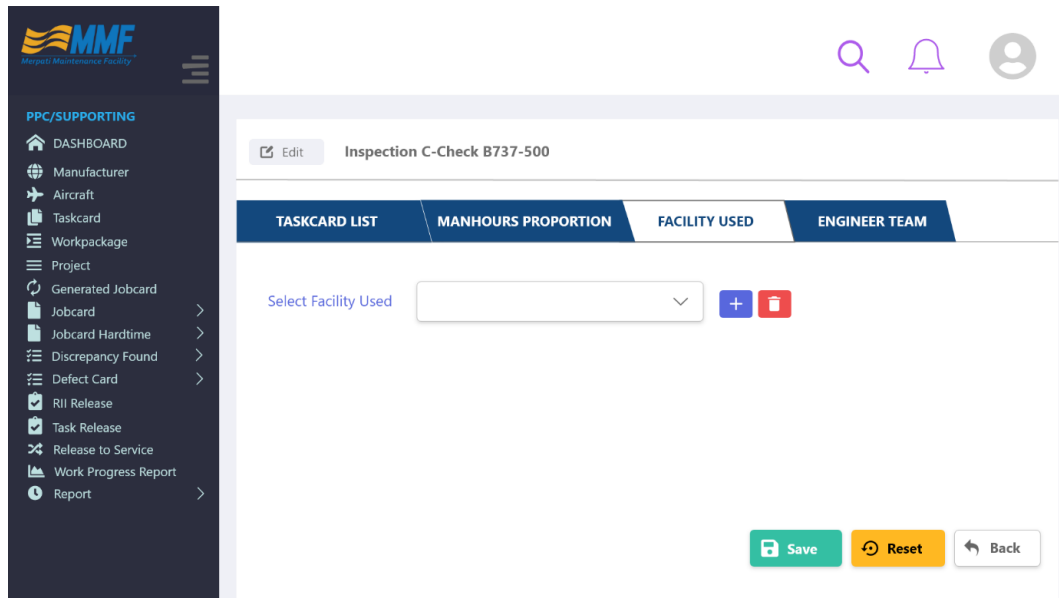 MMF
Merpati Maintenance Facility
PPC/SUPPORTING
DASHBOARD
Manufacturer
Aircraft
Taskcard
Workpackage
Project
Generated Jobcard
Jobcard
Jobcard Hardtime
Discrepancy Found
Defect Card
RII Release
Task Release
Release to Service
Work Progress Report
Report
Edit Inspection C-Check B737-500
TASKCARD LIST MANHOURS PROPORTION FACILITY USED ENGINEER TEAM
Select Facility Used
Save Reset Back